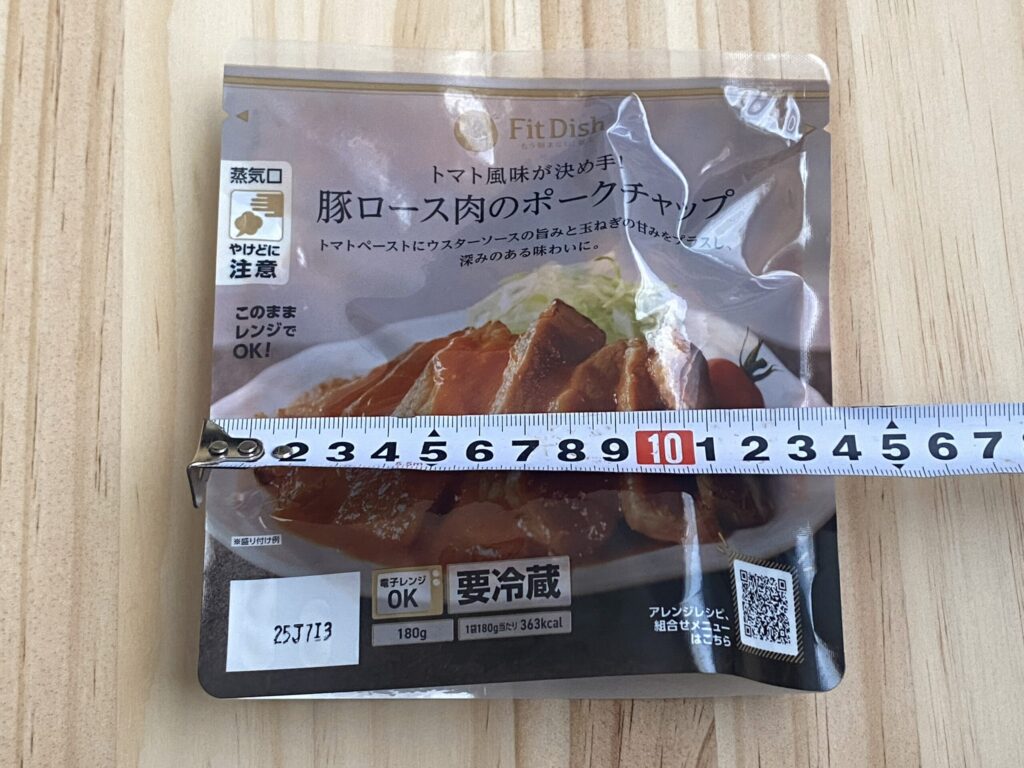 Fit Dish
蒸気口
やけどに
注意
トマト風味が決め手!
豚ロース肉のポークチャップ
トマトペーストにウスターソースの旨みと玉ねぎの甘みをプラスし、
深みのある味わいに。
このまま
レンジで
OK!
2 3 4 5 6 7 8 9 10 1 2 3 4 5 6 7
※盛り付け例
25J7I3
電子レンジ
OK
要冷蔵
180g
1袋180g当たり 363kcal
アレンジレシピ、
組合せメニュー
はこちら